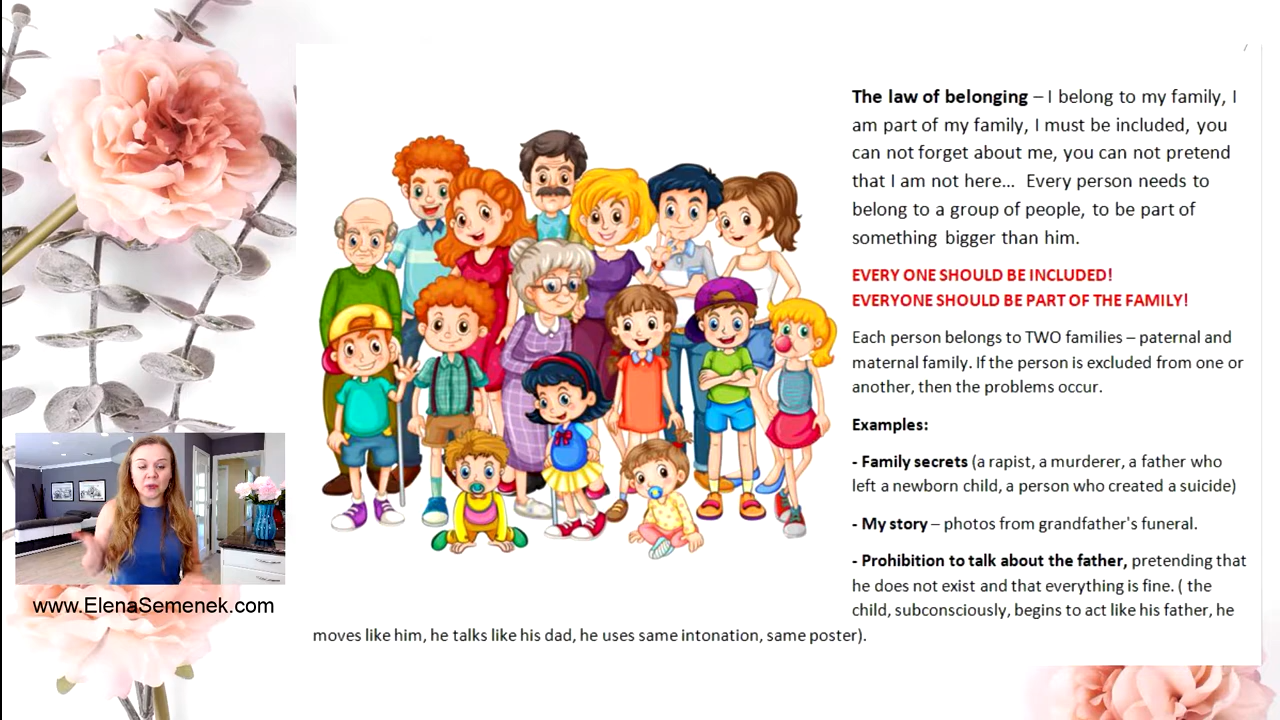 The law of belonging – I belong to my family, I
am part of my family, I must be included, you
can not forget about me, you can not pretend
that I am not here... Every person needs to
belong to a group of people, to be part of
something bigger than him.
EVERY ONE SHOULD BE INCLUDED!
EVERYONE SHOULD BE PART OF THE FAMILY!
Each person belongs to TWO families – paternal and
maternal family. If the person is excluded from one or
another, then the problems occur.
Examples:
- Family secrets (a rapist, a murderer, a father who
left a newborn child, a person who created a suicide)
- My story – photos from grandfather's funeral.
- Prohibition to talk about the father, pretending that
he does not exist and that everything is fine. ( the
child, subconsciously, begins to act like his father, he
moves like him, he talks like his dad, he uses same intonation, same poster).
www.ElenaSemenek.com